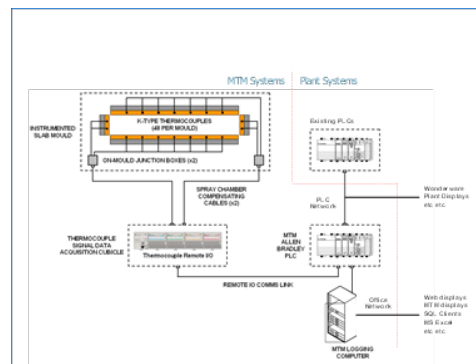 MTM Systems
Plant Systems
K-TYPE THERMOCOUPLES
(40 PER MOULD)
INSTRUMENTED
SLAB MOULD
ON-MOULD JUNCTION BOXES (x2)
SPRAY CHAMBER
COMPENSATING
CABLES (x2)
Existing PLCs
PLC
Network
Wonderware
Plant Displays
etc etc
THERMOCOUPLE
SIGNAL DATA
ACQUISITION CUBICLE
Thermocouple Remote I/O
MTM
ALLEN
BRADLEY
PLC
REMOTE IO COMMS LINK
Office
Network
Web displays
MTM displays
SQL Clients
MS Excel
etc etc
MTM LOGGING
COMPUTER